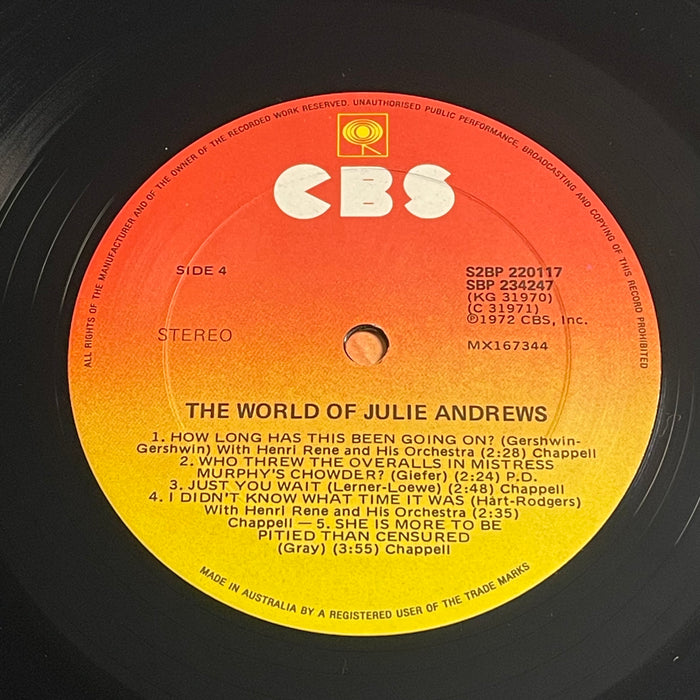 ALL RIGHTS OF THE MANUFACTURER AND OF THE OWNER OF THE RECORDED WORK RESERVED. UNAUTHORISED PUBLIC PERFORMANCE, BROADCASTING AND COPYING OF THIS RECORD PROHIBITED
CBS
SIDE 4
S2BP 220117
SBP 234247
(KG 31970)
(C 31971)
℗1972 CBS, Inc.
STEREO
MX167344
THE WORLD OF JULIE ANDREWS
1. HOW LONG HAS THIS BEEN GOING ON? (Gershwin-
Gershwin) With Henri Rene and His Orchestra (2:28) Chappell
2. WHO THREW THE OVERALLS IN MISTRESS
MURPHY'S CHOWDER? (Giefer) (2:24) P.D.
3. JUST YOU WAIT (Lerner-Loewe) (2:48) Chappell
4. I DIDN'T KNOW WHAT TIME IT WAS (Hart-Rodgers)
With Henri Rene and His Orchestra (2:35)
Chappell — 5. SHE IS MORE TO BE
PITIED THAN CENSURED
(Gray) (3:55) Chappell
MADE IN AUSTRALIA BY A REGISTERED USER OF THE TRADE MARKS